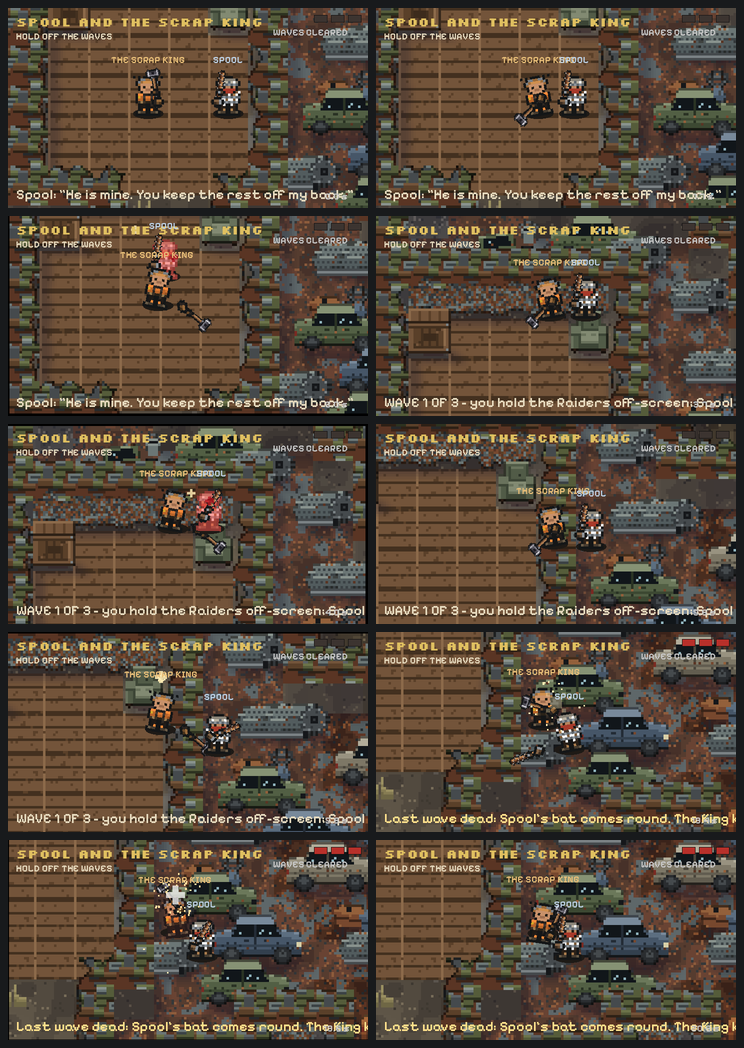 SPOOL AND THE SCRAP KING
HOLD OFF THE WAVES
WAVES CLEARED
THE SCRAP KING
SPOOL
Spool: "He is mine. You keep the rest off my back."
SPOOL AND THE SCRAP KING
HOLD OFF THE WAVES
WAVES CLEARED
THE SCRAP
SPOOL
Spool: "He is mine. You keep the rest off my back."
SPOOL AND THE SCRAP KING
SPOOL
HOLD OFF THE WAVES
WAVES CLEARED
THE SCRAP KING
Spool: "He is mine. You keep the rest off my back."
SPOOL AND THE SCRAP KING
HOLD OFF THE WAVES
WAVES CLEARED
THE SCRAP
SPOOL
WAVE 1 OF 3 - you hold the Raiders off-screen: Spool
SPOOL AND THE SCRAP KING
HOLD OFF THE WAVES
WAVES CLEARED
THE SCRAP
SPOOL
WAVE 1 OF 3 - you hold the Raiders off-screen: Spool
SPOOL AND THE SCRAP KING
HOLD OFF THE WAVES
WAVES CLEARED
THE SCRAP KING
SPOOL
WAVE 1 OF 3 - you hold the Raiders off-screen: Spool
SPOOL AND THE SCRAP KING
HOLD OFF THE WAVES
WAVES CLEARED
THE SCRAP KING
SPOOL
WAVE 1 OF 3 - you hold the Raiders off-screen: Spool
SPOOL AND THE SCRAP KING
HOLD OFF THE WAVES
WAVES CLEARED
THE SCRAP KING
SPOOL
Last wave dead: Spool's bat comes round. The King k
SPOOL AND THE SCRAP KING
HOLD OFF THE WAVES
WAVES CLEARED
THE SCRAP KING
SPOOL
Last wave dead: Spool's bat comes round. The King k
SPOOL AND THE SCRAP KING
HOLD OFF THE WAVES
WAVES CLEARED
THE SCRAP KING
SPOOL
Last wave dead: Spool's bat comes round. The King k